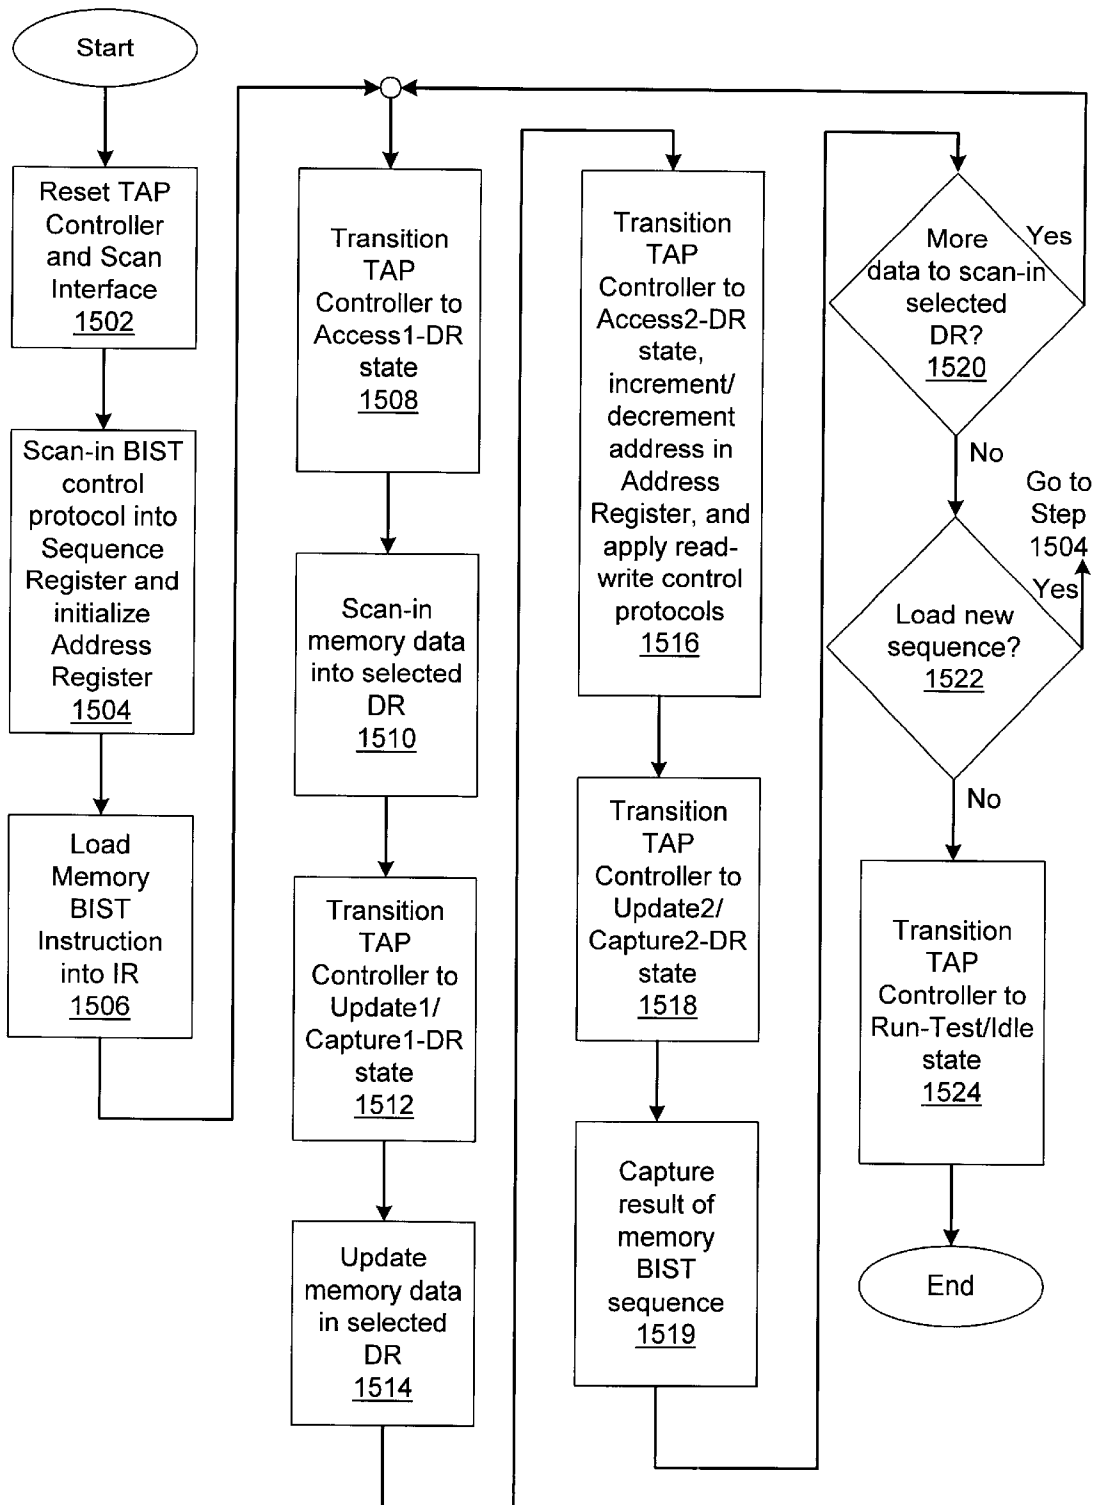 Start
Reset TAP
Controller
and Scan
Interface
1502
Scan-in BIST
control
protocol into
Sequence
Register and
initialize
Address
Register
1504
Load
Memory
BIST
Instruction
into IR
1506
Transition
TAP
Controller to
Access1-DR
state
1508
Scan-in
memory data
into selected
DR
1510
Transition
TAP
Controller to
Update1/
Capture1-DR
state
1512
Update
memory data
in selected
DR
1514
Transition
TAP
Controller to
Access2-DR
state,
increment/
decrement
address in
Address
Register, and
apply read-
write control
protocols
1516
Transition
TAP
Controller to
Update2/
Capture2-DR
state
1518
Capture
result of
memory
BIST
sequence
1519
More
data to scan-in
selected
DR?
1520
Yes
No
Go to
Step
1504
Yes
Load new
sequence?
1522
No
Transition
TAP
Controller to
Run-Test/Idle
state
1524
End